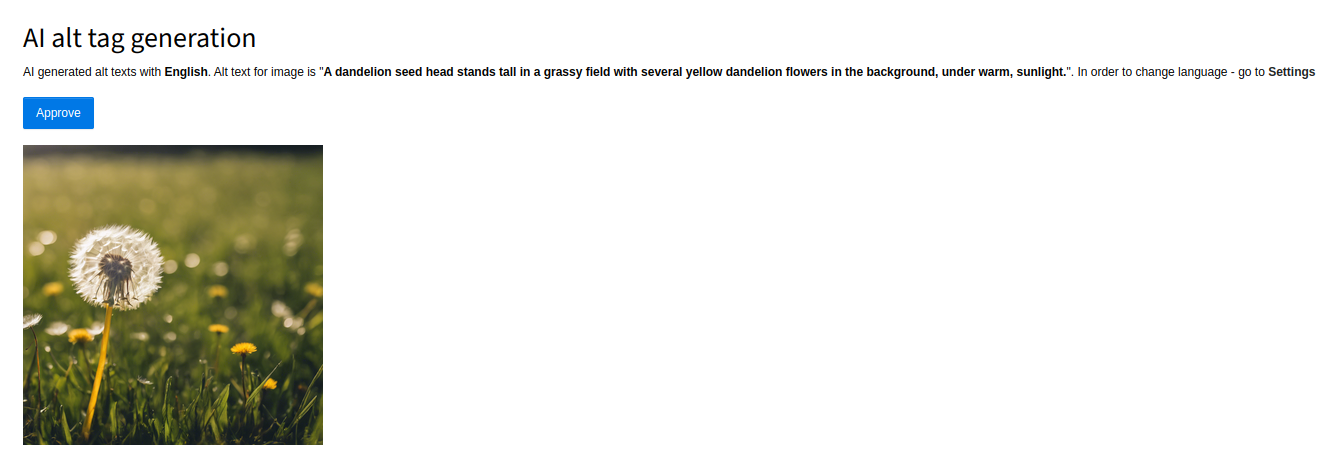 AI alt tag generation
AI generated alt texts with English. Alt text for image is "A dandelion seed head stands tall in a grassy field with several yellow dandelion flowers in the background, under warm, sunlight.". In order to change language - go to Settings
Approve